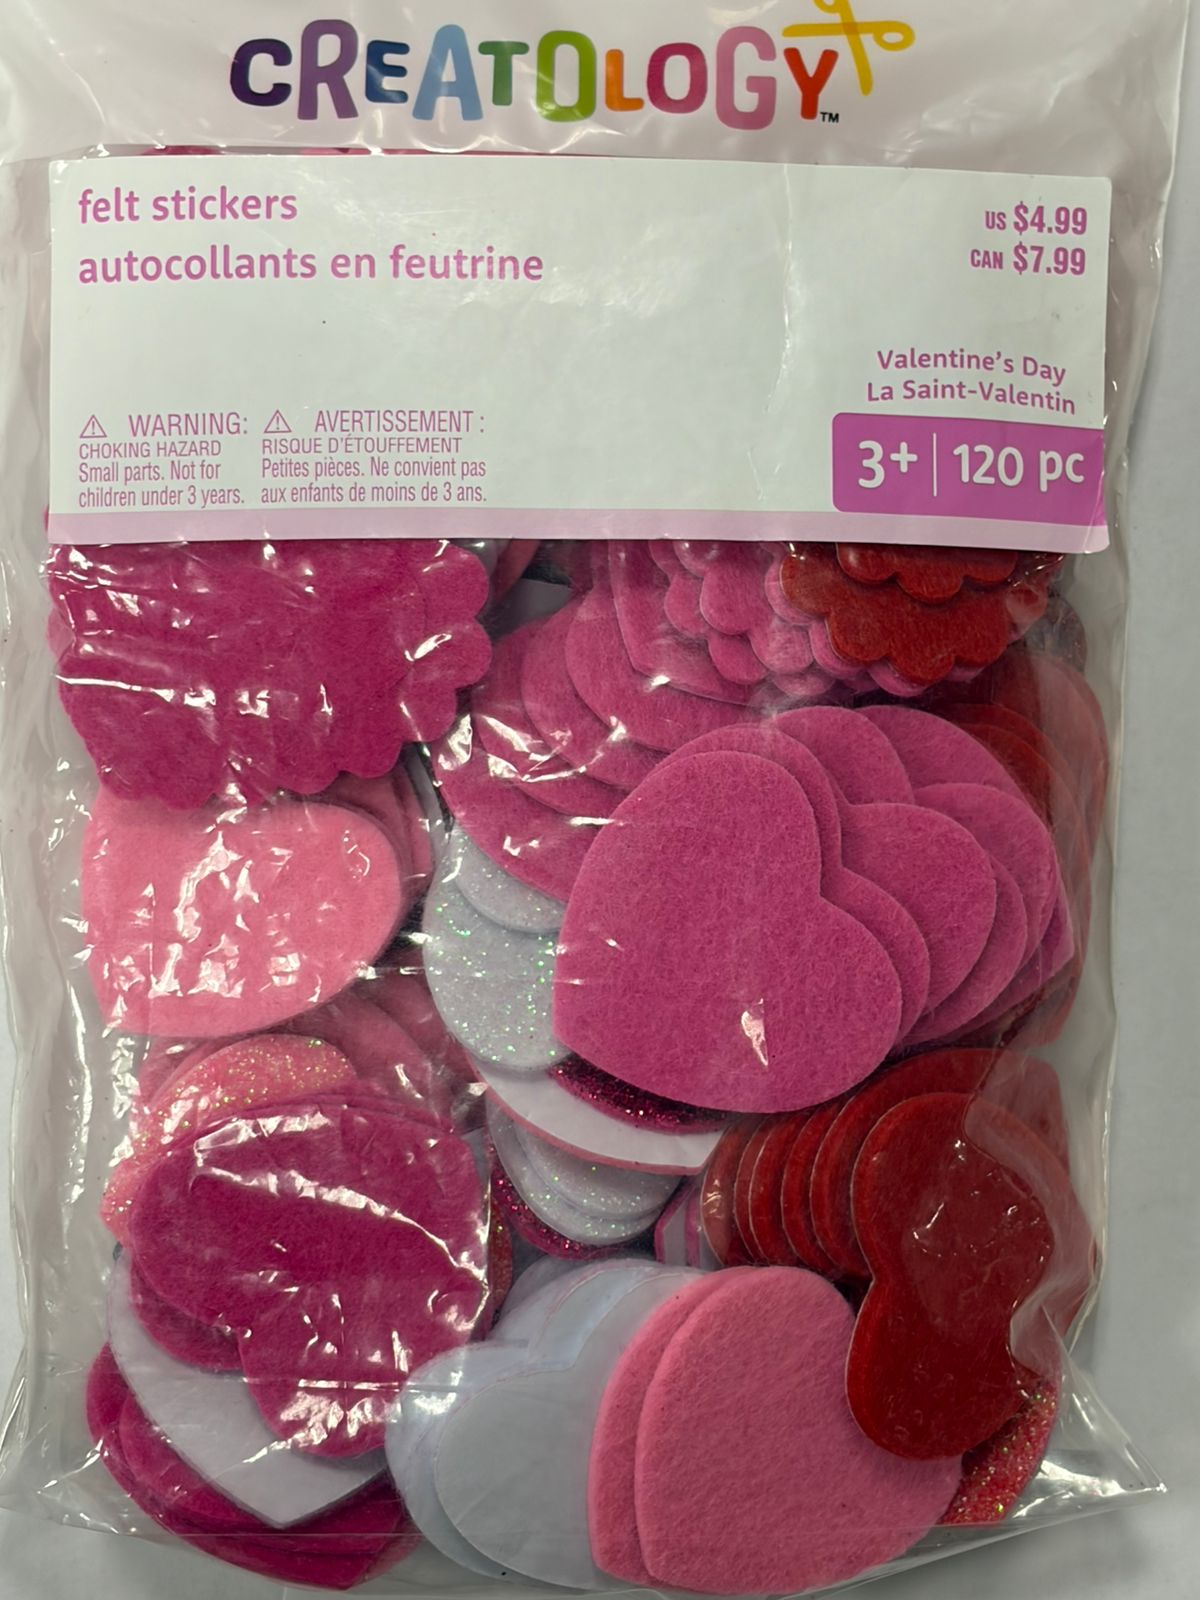 CREATOLOGY™
felt stickers
autocollants en feutrine
US $4.99
CAN $7.99
Valentine's Day
La Saint-Valentin
3+ | 120 pc
⚠ WARNING:
CHOKING HAZARD
Small parts. Not for
children under 3 years.
⚠ AVERTISSEMENT :
RISQUE D'ÉTOUFFEMENT
Petites pièces. Ne convient pas
aux enfants de moins de 3 ans.